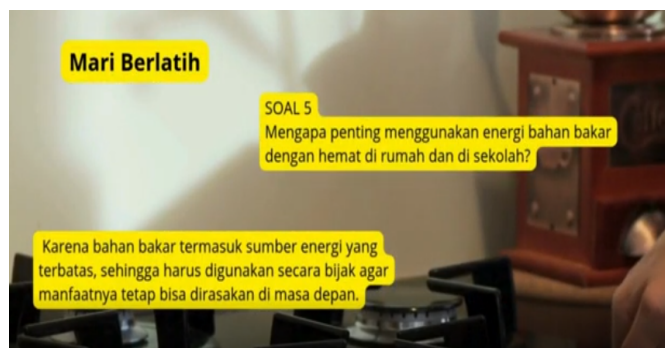 Mari Berlatih
SOAL 5
Mengapa penting menggunakan energi bahan bakar
dengan hemat di rumah dan di sekolah?
Karena bahan bakar termasuk sumber energi yang
terbatas, sehingga harus digunakan secara bijak agar
manfaatnya tetap bisa dirasakan di masa depan.